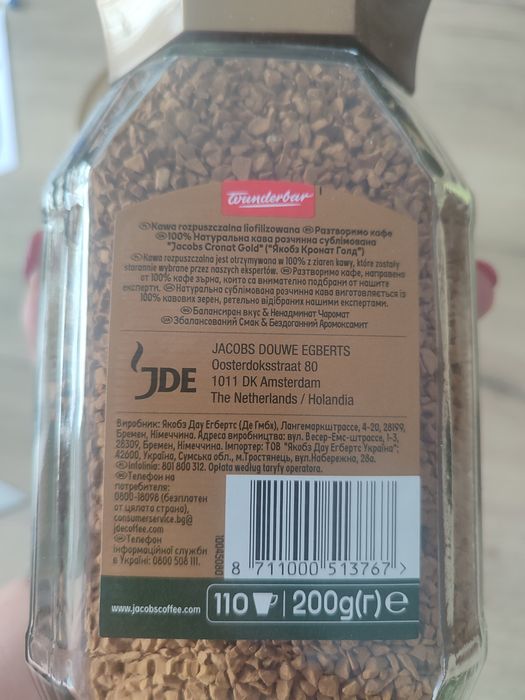 Wunderbar
Kawa rozpuszczalna liofilizowana Разтворимо кафе
100% Натуральна кава розчинна сублімована
"Jacobs Cronat Gold" ("Якобз Кронат Голд")
Kawa rozpuszczalna jest otrzymywana w 100% z ziaren kawy, które zostały
starannie wybrane przez naszych ekspertów. Разтворимо кафе, направено
от 100% кафе зърна, които са внимателно подбрани от нашите
експерти. Натуральна сублімована розчинна кава виготовляється із
100% кавових зерен, ретельно відібраних нашими експертами.
Балансиран вкус & Ненадминат Чаромат
Збалансований Смак & Бездоганний Аромоксамит
JDE
JACOBS DOUWE EGBERTS
Oosterdoksstraat 80
1011 DK Amsterdam
The Netherlands / Holandia
Виробник: Якобз Дау Егбертс (Де Гмбх), Лангемаркштрассе, 4-20, 28199,
Бремен, Німеччина. Адреса виробництва: вул. Весер-Емс-штрассе, 1-3,
28309, Бремен, Німеччина. Імпортер: ТОВ "Якобз Дау Егбертс Україна";
42600, Україна, Сумська обл., м.Тростянець, вул.Набережна, 28а.
Infolinia: 801 800 312. Opłata według taryfy operatora.
Телефон на
потребителя:
0800-18098 (безплатен
от цялата страна),
consumerservice.bg@
jdecoffee.com
Телефон
інформаційної служби
в Україні: 0800 508 111.
10045080
8 711000 513767 >
www.jacobscoffee.com
110 200g(г)e